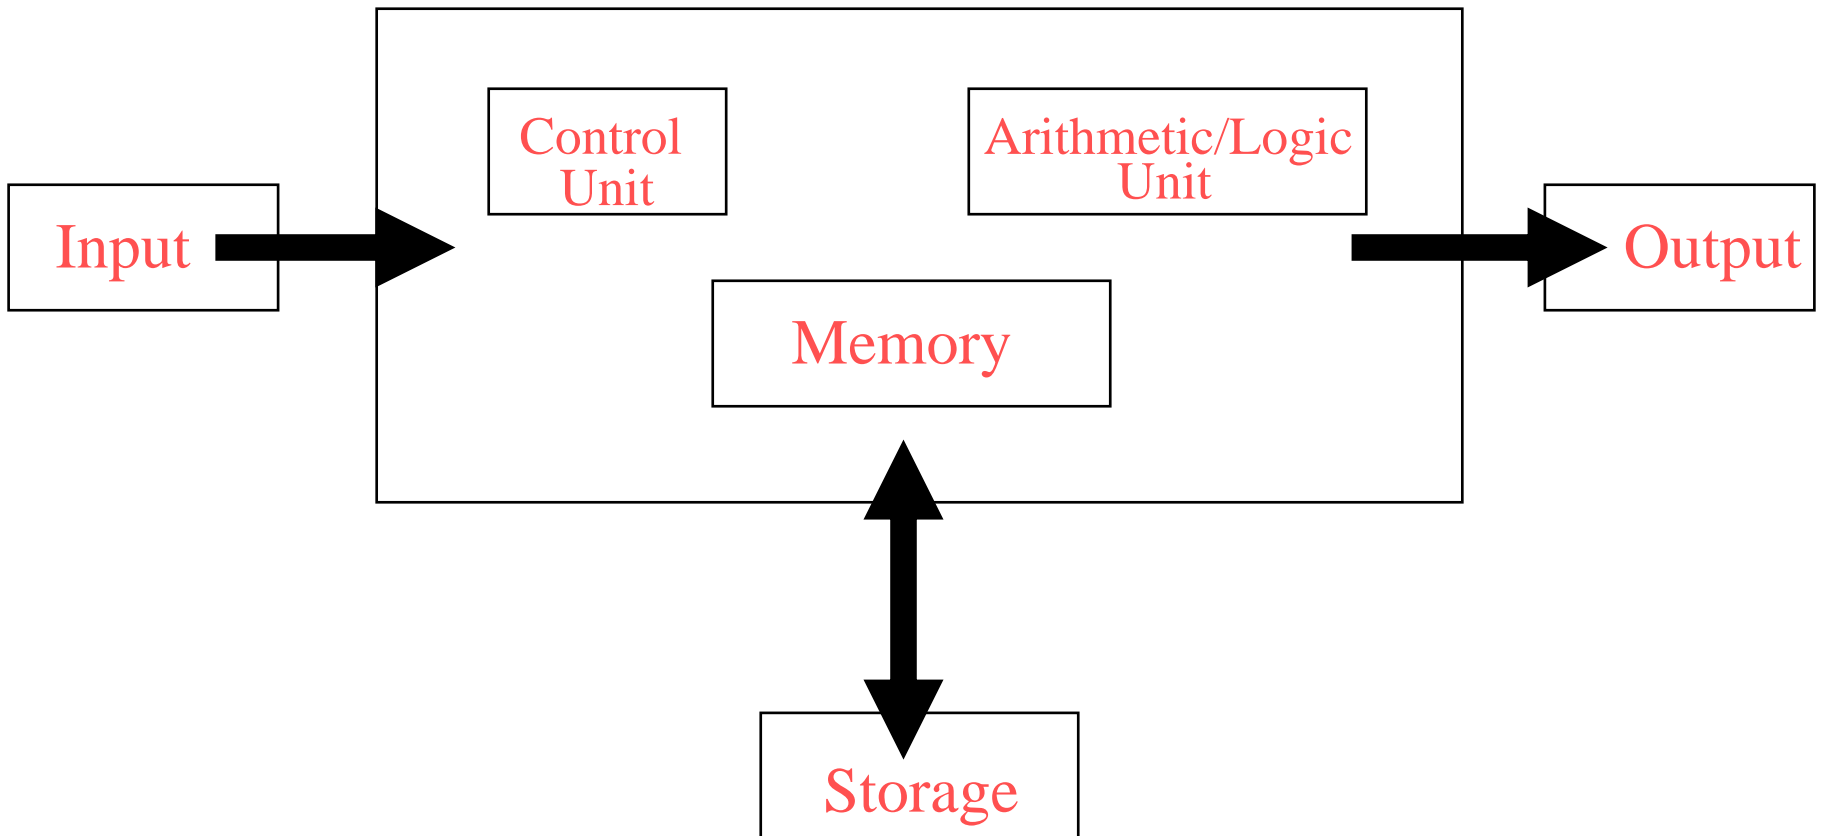 Control
Unit
Arithmetic/Logic
Unit
Input
Output
Memory
Storage